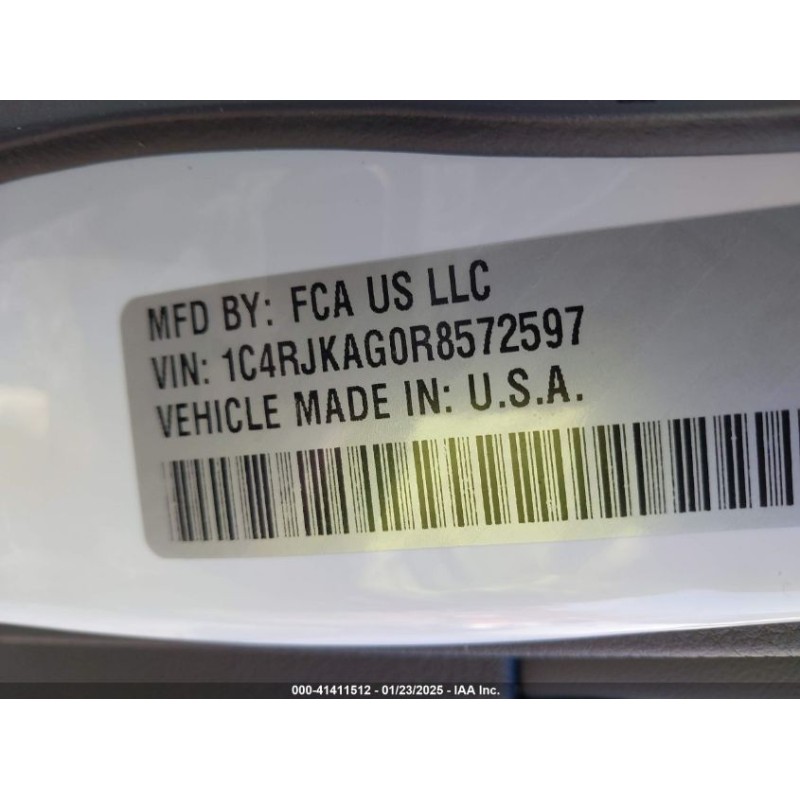 MFD BY: FCA US LLC
VIN: 1C4RJKAG0R8572597
VEHICLE MADE IN: U.S.A.
000-41411512 - 01/23/2025 - IAA Inc.